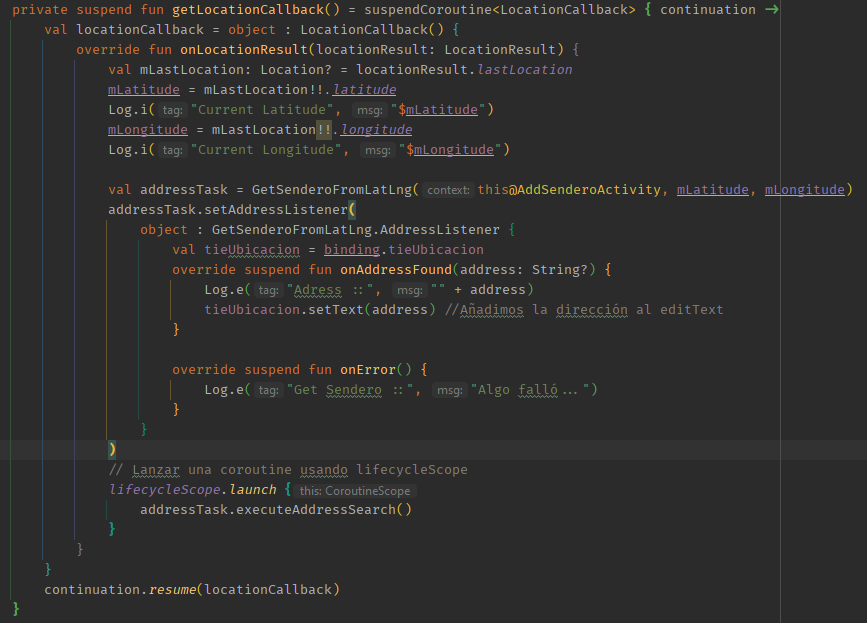 private suspend fun getLocationCallback() = suspendCoroutine<LocationCallback> { continuation →
val locationCallback = object : LocationCallback() {
override fun onLocationResult(locationResult: LocationResult) {
val mLastLocation: Location? = locationResult.lastLocation
mLatitude = mLastLocation!!.latitude
Log.i( tag: "Current Latitude", msg: "$mLatitude")
mLongitude = mLastLocation!!.longitude
Log.i( tag: "Current Longitude", msg: "$mLongitude")
val addressTask = GetSenderoFromLatLng( context: this@AddSenderoActivity, mLatitude, mLongitude)
addressTask.setAddressListener(
object : GetSenderoFromLatLng.AddressListener {
val tieUbicacion = binding.tieUbicacion
override suspend fun onAddressFound(address: String?) {
Log.e( tag: "Adress ::", msg: "" + address)
tieUbicacion.setText(address) //Añadimos la dirección al editText
}
override suspend fun onError() {
Log.e( tag: "Get Sendero ::", msg: "Algo falló...")
}
}
)
// Lanzar una coroutine usando lifecycleScope
lifecycleScope.launch { this: CoroutineScope
addressTask.executeAddressSearch()
}
}
}
continuation.resume(locationCallback)
}